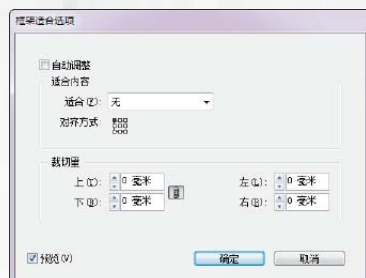 框架适合选项
自动调整
适合内容
适合(F): 无
对齐方式:
裁切量
上(T): 0 毫米 左(L): 0 毫米
下(B): 0 毫米 右(R): 0 毫米
预览(V) 确定 取消